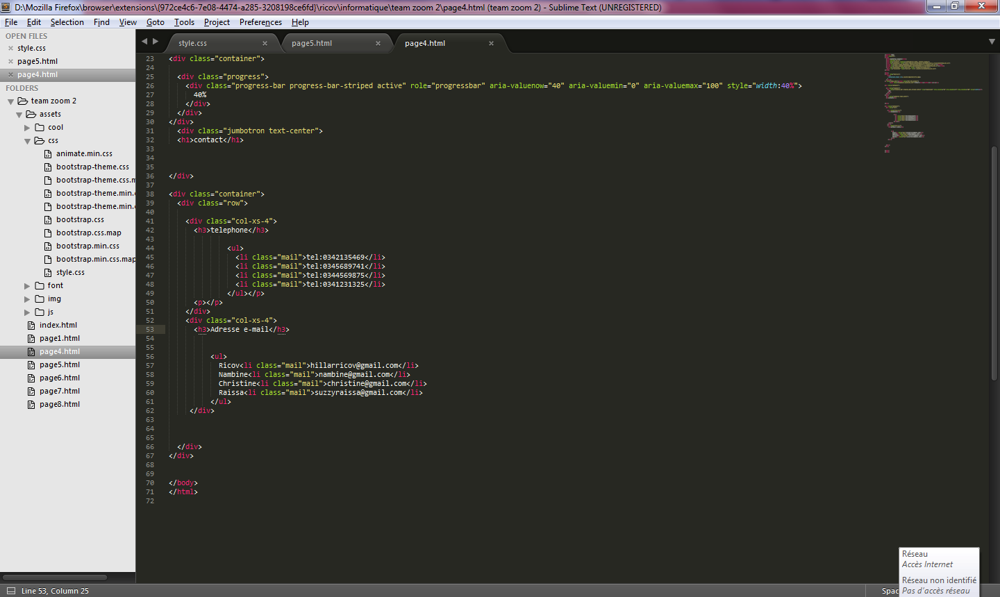 D:\Mozilla Firefox\browser\extensions\{972ce4c6-7e08-4474-a285-3208198ce6fd}\ricov\informatique\team zoom 2\page4.html (team zoom 2) - Sublime Text (UNREGISTERED)
File Edit Selection Find View Goto Tools Project Preferences Help
OPEN FILES
style.css
page5.html
page4.html
FOLDERS
team zoom 2
assets
cool
css
animate.min.css
bootstrap-theme.css
bootstrap-theme.css.m
bootstrap-theme.min.c
bootstrap-theme.min.c
bootstrap.css
bootstrap.css.map
bootstrap.min.css
bootstrap.min.css.map
style.css
font
img
js
index.html
page1.html
page4.html
page5.html
page6.html
page7.html
page8.html
style.css page5.html page4.html
23 <div class="container">
24
25 <div class="progress">
26 <div class="progress-bar progress-bar-striped active" role="progressbar" aria-valuenow="40" aria-valuemin="0" aria-valuemax="100" style="width:40%">
27 40%
28 </div>
29 </div>
30 </div>
31 <div class="jumbotron text-center">
32 <h1>contact</h1>
33
34
35
36 </div>
37
38 <div class="container">
39 <div class="row">
40
41 <div class="col-xs-4">
42 <h3>telephone</h3>
43
44 <ul>
45 <li class="mail">tel:0342135469</li>
46 <li class="mail">tel:0345689741</li>
47 <li class="mail">tel:0344569875</li>
48 <li class="mail">tel:0341231325</li>
49 </ul></p>
50 <p></p>
51 </div>
52 <div class="col-xs-4">
53 <h3>Adresse e-mail</h3>
54
55
56 <ul>
57 Ricov<li class="mail">hillarricov@gmail.com</li>
58 Nambine<li class="mail">nambine@gmail.com</li>
59 Christine<li class="mail">christine@gmail.com</li>
60 Raissa<li class="mail">suzzyraissa@gmail.com</li>
61 </ul>
62 </div>
63
64
65
66 </div>
67 </div>
68
69
70 </body>
71 </html>
72
Réseau
Accès Internet
Réseau non identifié
Pas d'accès réseau
Line 53, Column 25
Spac